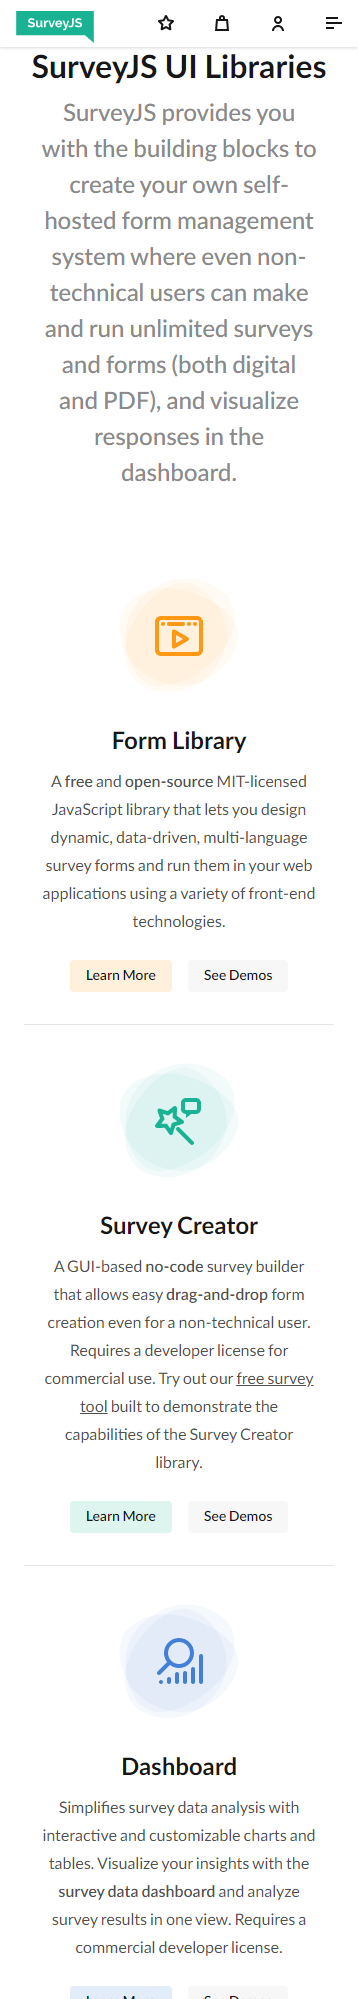 SurveyJS
SurveyJS UI Libraries
SurveyJS provides you
with the building blocks to
create your own self-
hosted form management
system where even non-
technical users can make
and run unlimited surveys
and forms (both digital
and PDF), and visualize
responses in the
dashboard.
Form Library
A free and open-source MIT-licensed
JavaScript library that lets you design
dynamic, data-driven, multi-language
survey forms and run them in your web
applications using a variety of front-end
technologies.
Learn More See Demos
Survey Creator
A GUI-based no-code survey builder
that allows easy drag-and-drop form
creation even for a non-technical user.
Requires a developer license for
commercial use. Try out our free survey
tool built to demonstrate the
capabilities of the Survey Creator
library.
Learn More See Demos
Dashboard
Simplifies survey data analysis with
interactive and customizable charts and
tables. Visualize your insights with the
survey data dashboard and analyze
survey results in one view. Requires a
commercial developer license.